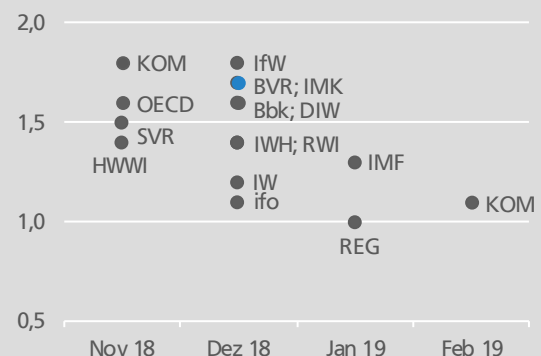 2,0
KOM
IfW
BVR; IMK
OECD
Bbk; DIW
1,5
SVR
IWH; RWI
HWWI
IMF
IW
ifo
KOM
1,0
REG
0,5
Nov 18
Dez 18
Jan 19
Feb 19